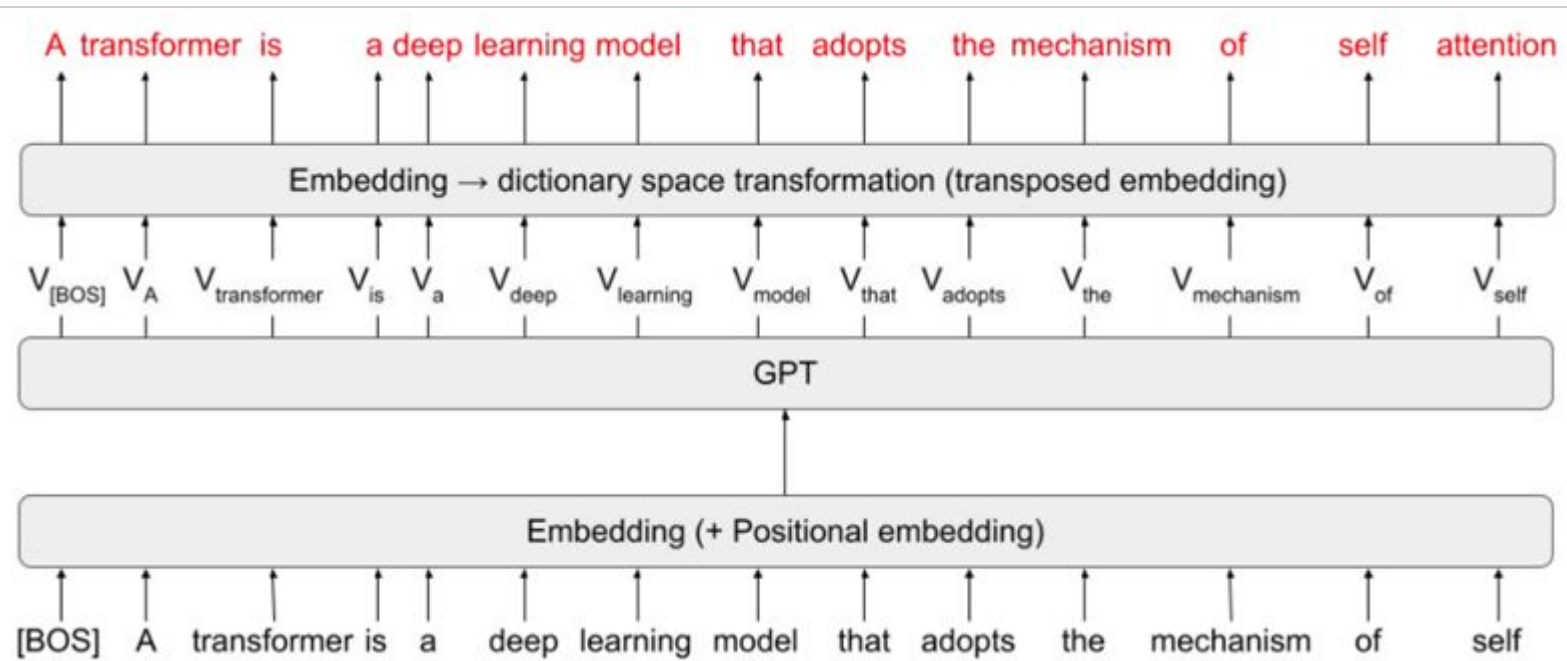 A transformer is a deep learning model that adopts the mechanism of self attention
Embedding → dictionary space transformation (transposed embedding)
V[BOS] VA Vtransformer Vis Va Vdeep Vlearning Vmodel Vthat Vadopts Vthe Vmechanism Vof Vself
GPT
Embedding (+ Positional embedding)
[BOS] A transformer is a deep learning model that adopts the mechanism of self